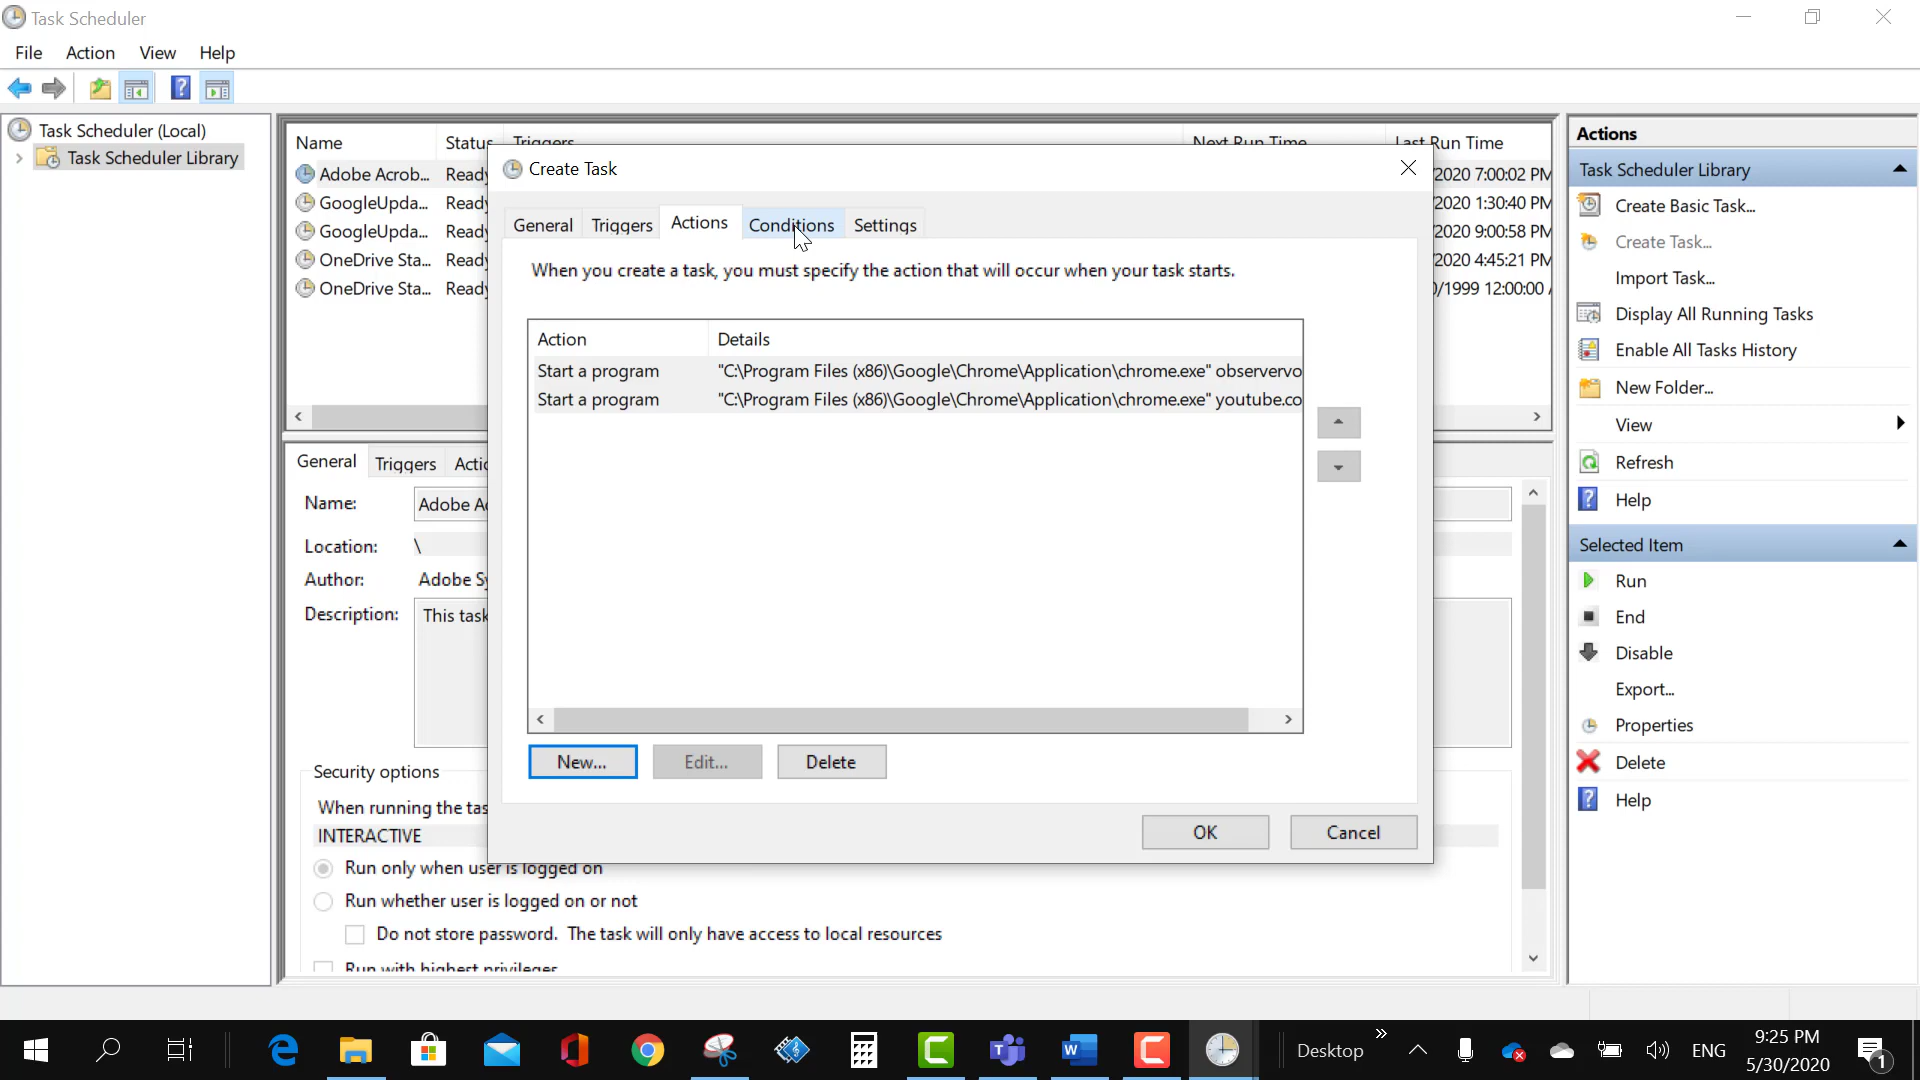 Task Scheduler
File Action View Help
Task Scheduler (Local)
Task Scheduler Library
Name Status Triggers Next Run Time Last Run Time
Adobe Acrob... Ready 2020 7:00:02 PM
GoogleUpda... Ready 2020 1:30:40 PM
GoogleUpda... Ready 2020 9:00:58 PM
OneDrive Sta... Ready 2020 4:45:21 PM
OneDrive Sta... Ready /1999 12:00:00
General Triggers Actio
Name: Adobe Ac
Location: \
Author: Adobe Sy
Description: This task
Security options
When running the tas
INTERACTIVE
Run only when user is logged on
Run whether user is logged on or not
Do not store password. The task will only have access to local resources
Run with highest privileges
Create Task
General Triggers Actions Conditions Settings
When you create a task, you must specify the action that will occur when your task starts.
Action Details
Start a program "C:\Program Files (x86)\Google\Chrome\Application\chrome.exe" observervo
Start a program "C:\Program Files (x86)\Google\Chrome\Application\chrome.exe" youtube.co
New... Edit... Delete
OK Cancel
Actions
Task Scheduler Library
Create Basic Task...
Create Task...
Import Task...
Display All Running Tasks
Enable All Tasks History
New Folder...
View
Refresh
Help
Selected Item
Run
End
Disable
Export...
Properties
Delete
Help
Desktop
ENG
9:25 PM
5/30/2020
1